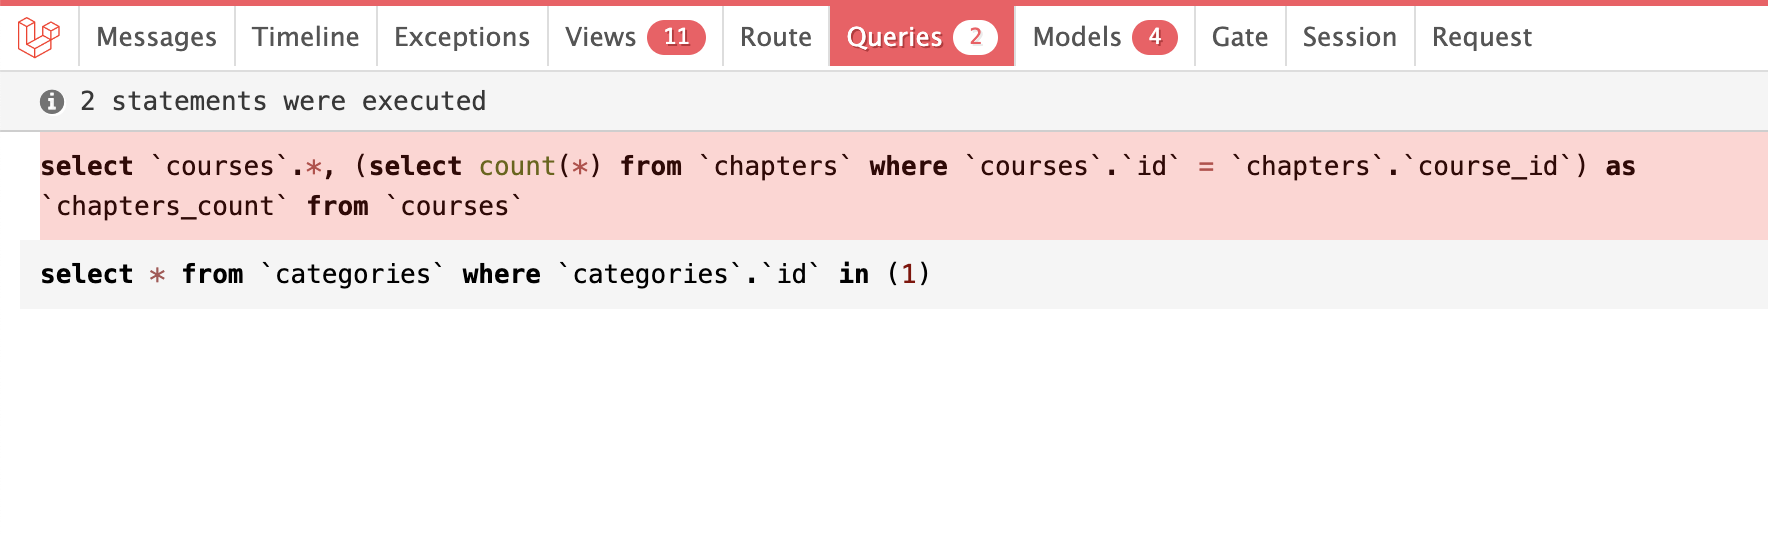 Messages Timeline Exceptions Views 11 Route Queries 2 Models 4 Gate Session Request
2 statements were executed
select `courses`.*, (select count(*) from `chapters` where `courses`.`id` = `chapters`.`course_id`) as
`chapters_count` from `courses`
select * from `categories` where `categories`.`id` in (1)